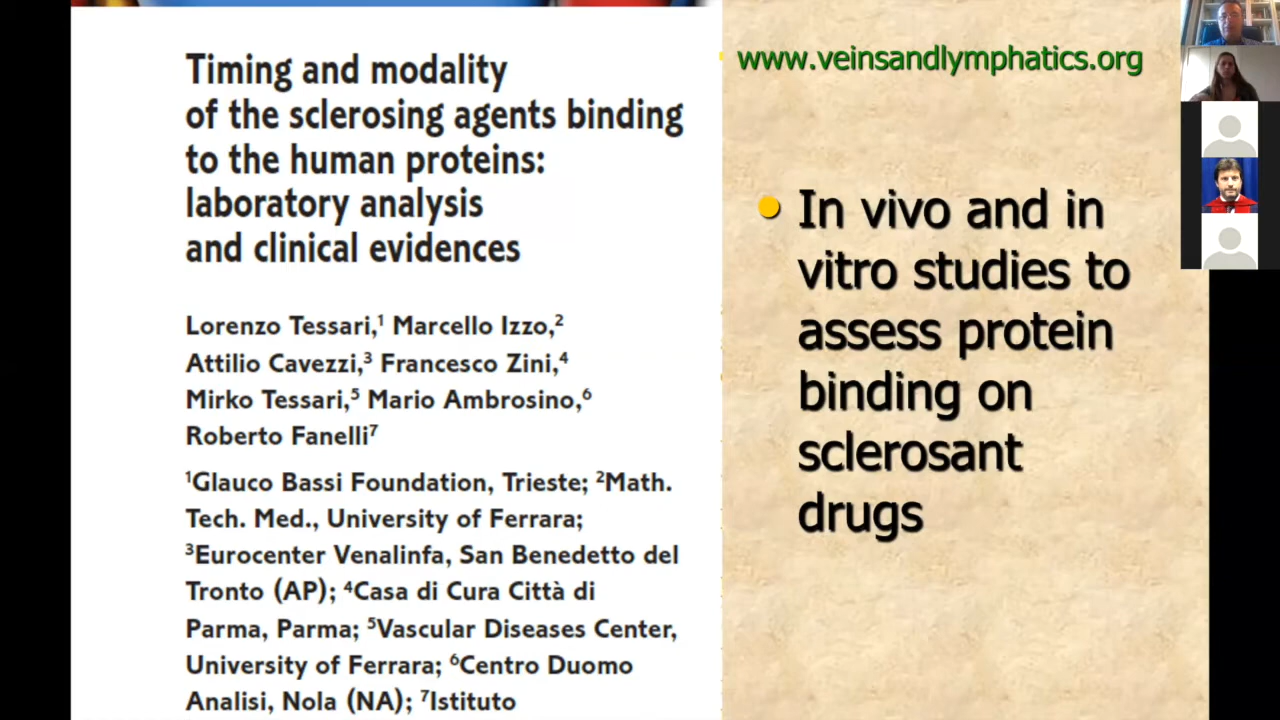 Timing and modality
of the sclerosing agents binding
to the human proteins:
laboratory analysis
and clinical evidences
Lorenzo Tessari,¹ Marcello Izzo,²
Attilio Cavezzi,³ Francesco Zini,⁴
Mirko Tessari,⁵ Mario Ambrosino,⁶
Roberto Fanelli⁷
¹Glauco Bassi Foundation, Trieste; ²Math.
Tech. Med., University of Ferrara;
³Eurocenter Venalinfa, San Benedetto del
Tronto (AP); ⁴Casa di Cura Città di
Parma, Parma; ⁵Vascular Diseases Center,
University of Ferrara; ⁶Centro Duomo
Analisi, Nola (NA); ⁷Istituto
www.veinsandlymphatics.org
• In vivo and in
vitro studies to
assess protein
binding on
sclerosant
drugs